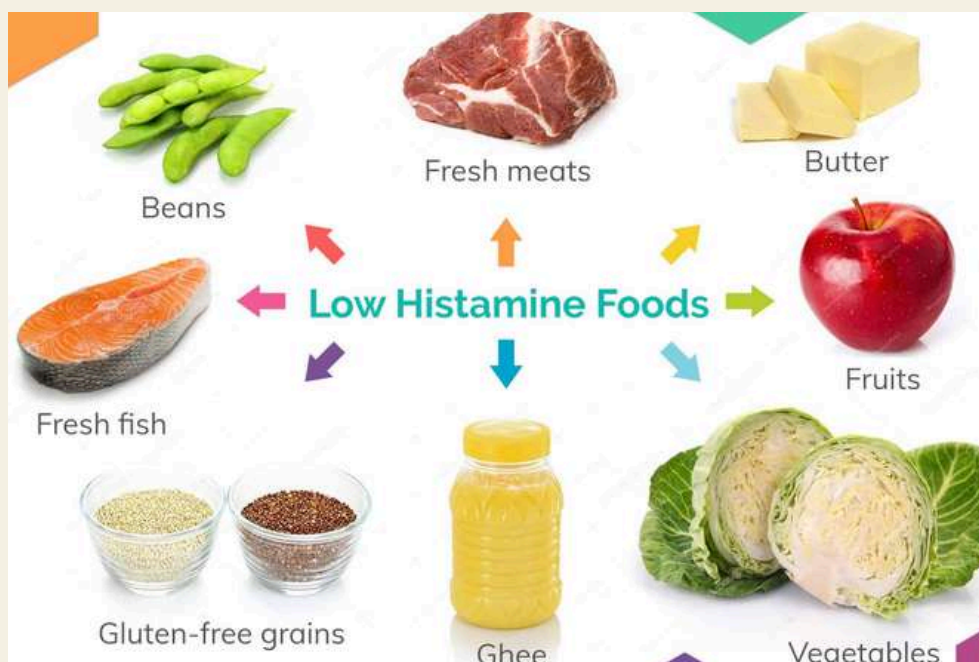 Fresh meats
Butter
Beans
Low Histamine Foods
Fruits
Fresh fish
Gluten-free grains
Ghee
Vegetables